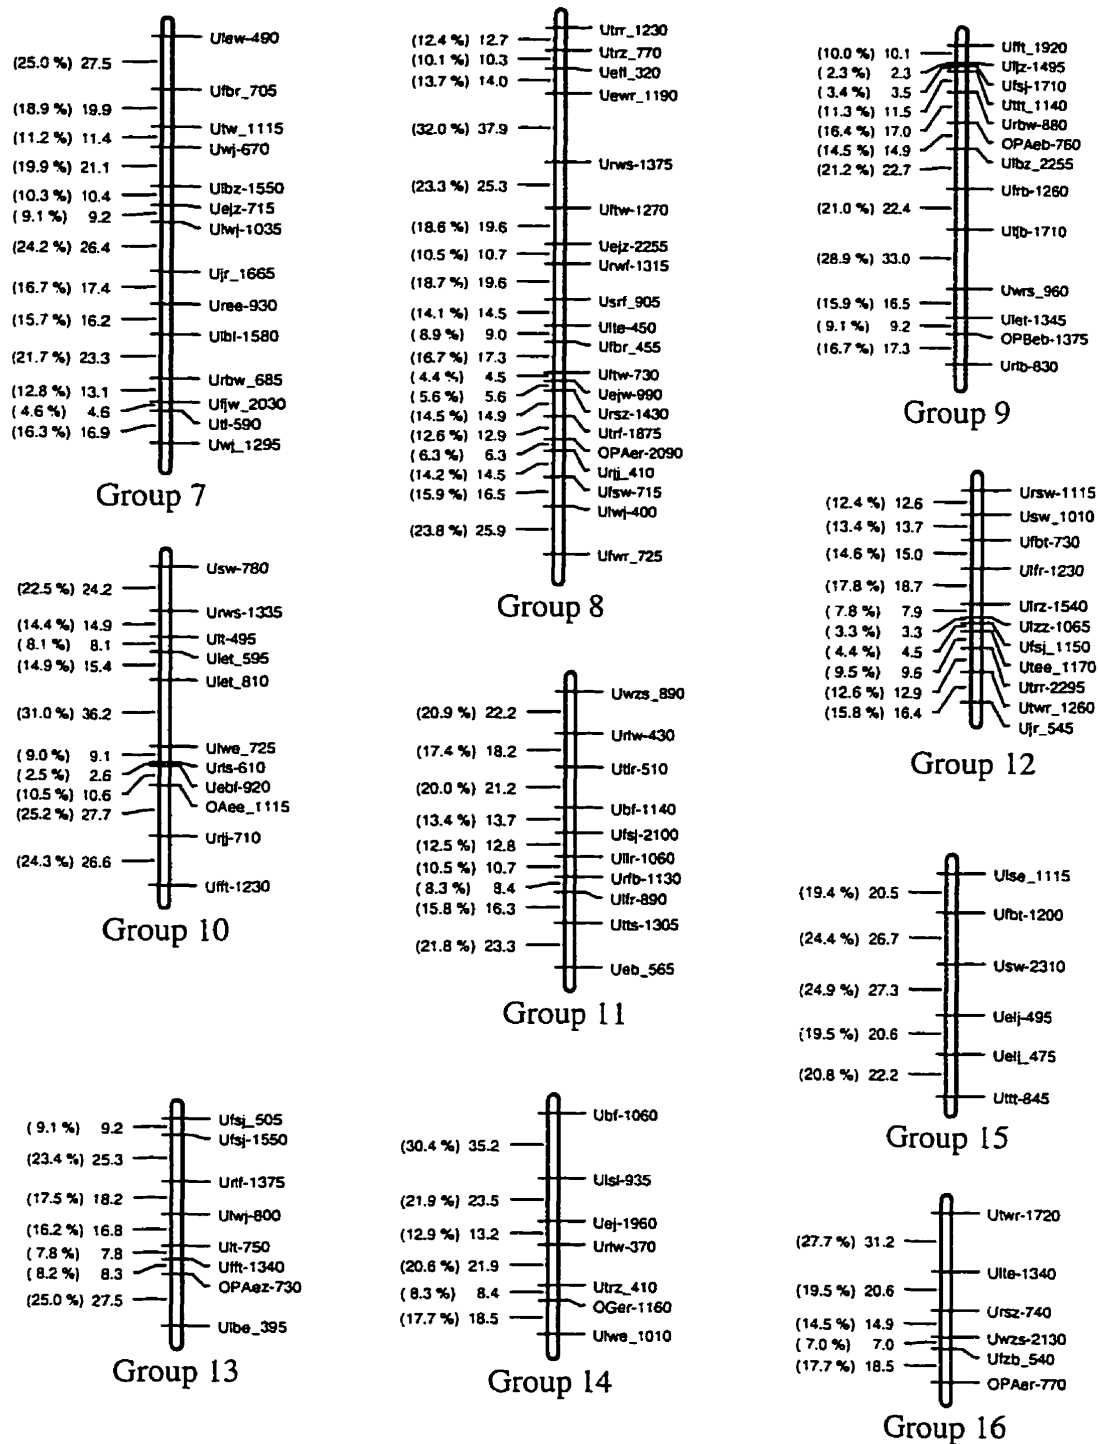 Ulew-490
(25.0 %) 27.5
Ufbr_705
(18.9 %) 19.9
Utw_1115
(11.2 %) 11.4
Uwj-670
(19.9 %) 21.1
Ulbz-1550
(10.3 %) 10.4
Uejz-715
( 9.1 %) 9.2
Ulwj-1035
(24.2 %) 26.4
Ujr_1665
(16.7 %) 17.4
Uree-930
(15.7 %) 16.2
Ulbl-1580
(21.7 %) 23.3
Urbw_685
(12.8 %) 13.1
Ufjw_2030
( 4.6 %) 4.6
Utl-590
(16.3 %) 16.9
Uwj_1295
Group 7
Utrr_1230
(12.4 %) 12.7
Utrz_770
(10.1 %) 10.3
Uefl_320
(13.7 %) 14.0
Uewr_1190
(32.0 %) 37.9
Urws-1375
(23.3 %) 25.3
Uftw-1270
(18.6 %) 19.6
Uejz-2255
(10.5 %) 10.7
Urwf-1315
(18.7 %) 19.6
Usrf_905
(14.1 %) 14.5
Ulte-450
( 8.9 %) 9.0
Ufbr_455
(16.7 %) 17.3
Uftw-730
( 4.4 %) 4.5
Uejw-990
( 5.6 %) 5.6
Ursz-1430
(14.5 %) 14.9
Utrf-1875
(12.6 %) 12.9
OPAer-2090
( 6.3 %) 6.3
Urjj_410
(14.2 %) 14.5
Ufsw-715
(15.9 %) 16.5
Ulwj-400
(23.8 %) 25.9
Ufwr_725
Group 8
Ufft_1920
(10.0 %) 10.1
Uljz-1495
( 2.3 %) 2.3
Ufsj-1710
( 3.4 %) 3.5
Uttt_1140
(11.3 %) 11.5
Urbw-880
(16.4 %) 17.0
OPAeb-760
(14.5 %) 14.9
Ulbz_2255
(21.2 %) 22.7
Ufrb-1260
(21.0 %) 22.4
Utjb-1710
(28.9 %) 33.0
Uwrs_960
(15.9 %) 16.5
Ulet-1345
( 9.1 %) 9.2
OPBeb-1375
(16.7 %) 17.3
Urlb-830
Group 9
Usw-780
(22.5 %) 24.2
Urws-1335
(14.4 %) 14.9
Ult-495
( 8.1 %) 8.1
Ulet_595
(14.9 %) 15.4
Ulet_810
(31.0 %) 36.2
Ulwe_725
( 9.0 %) 9.1
Urls-610
( 2.5 %) 2.6
Uebf-920
(10.5 %) 10.6
OAee_1115
(25.2 %) 27.7
Urjj-710
(24.3 %) 26.6
Ufft-1230
Group 10
Uwzs_890
(20.9 %) 22.2
Urlw-430
(17.4 %) 18.2
Utlr-510
(20.0 %) 21.2
Ubf-1140
(13.4 %) 13.7
Ufsj-2100
(12.5 %) 12.8
Ullr-1060
(10.5 %) 10.7
Urfb-1130
( 8.3 %) 8.4
Ulfr-890
(15.8 %) 16.3
Utts-1305
(21.8 %) 23.3
Ueb_565
Group 11
Ursw-1115
(12.4 %) 12.6
Usw_1010
(13.4 %) 13.7
Ufbt-730
(14.6 %) 15.0
Ulfr-1230
(17.8 %) 18.7
Ulrz-1540
( 7.8 %) 7.9
Ulzz-1065
( 3.3 %) 3.3
Ufsj_1150
( 4.4 %) 4.5
Utee_1170
( 9.5 %) 9.6
Utrr-2295
(12.6 %) 12.9
Utwr_1260
(15.8 %) 16.4
Ujr_545
Group 12
Ufsj_505
( 9.1 %) 9.2
Ufsj-1550
(23.4 %) 25.3
Urlf-1375
(17.5 %) 18.2
Ulwj-800
(16.2 %) 16.8
Ult-750
( 7.8 %) 7.8
Ufft-1340
( 8.2 %) 8.3
OPAez-730
(25.0 %) 27.5
Ulbe_395
Group 13
Ubf-1060
(30.4 %) 35.2
Ulsl-935
(21.9 %) 23.5
Uej-1960
(12.9 %) 13.2
Urlw-370
(20.6 %) 21.9
Utrz_410
( 8.3 %) 8.4
OGer-1160
(17.7 %) 18.5
Ulwe_1010
Group 14
Ulse_1115
(19.4 %) 20.5
Ufbt-1200
(24.4 %) 26.7
Usw-2310
(24.9 %) 27.3
Uelj-495
(19.5 %) 20.6
Uelj_475
(20.8 %) 22.2
Uttt-845
Group 15
Utwr-1720
(27.7 %) 31.2
Ulte-1340
(19.5 %) 20.6
Ursz-740
(14.5 %) 14.9
Uwzs-2130
( 7.0 %) 7.0
Ufzb_540
(17.7 %) 18.5
OPAer-770
Group 16